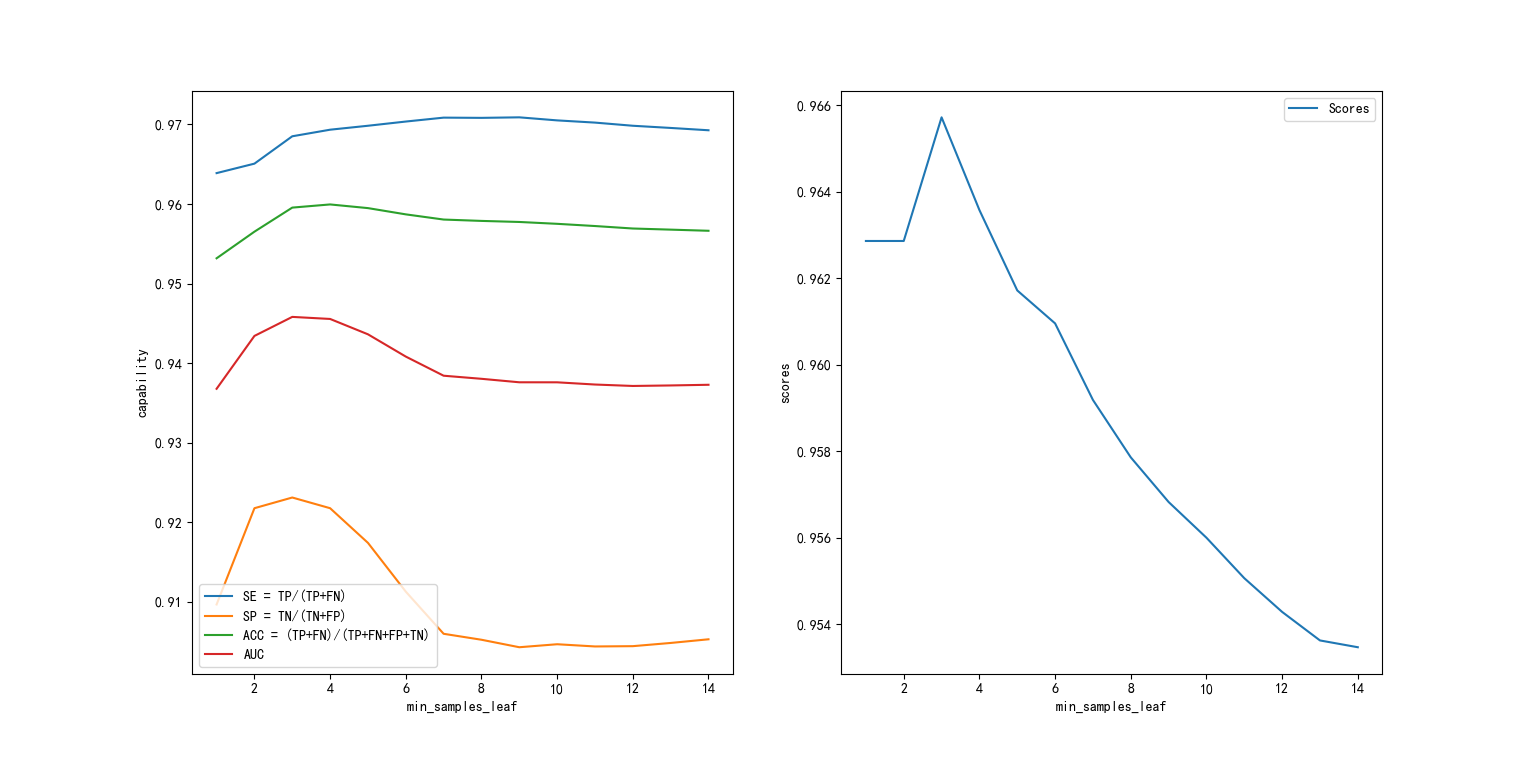 0.97
0.96
0.95
0.94
0.93
0.92
0.91
capability
SE = TP/(TP+FN)
SP = TN/(TN+FP)
ACC = (TP+FN)/(TP+FN+FP+TN)
AUC
2 4 6 8 10 12 14
min_samples_leaf
Scores
0.966
0.964
0.962
0.960
0.958
0.956
0.954
scores
2 4 6 8 10 12 14
min_samples_leaf